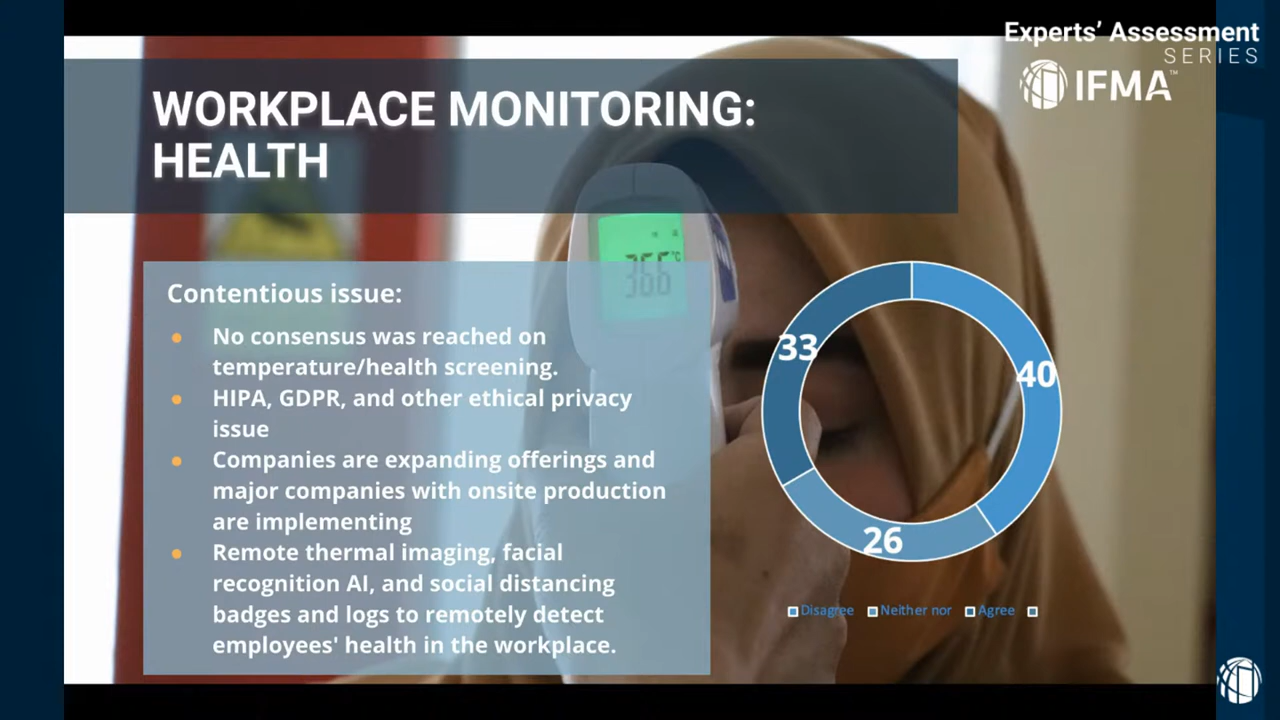 Experts' Assessment
SERIES
IFMA™
WORKPLACE MONITORING:
HEALTH
36.6°C
Contentious issue:
• No consensus was reached on
temperature/health screening.
• HIPA, GDPR, and other ethical privacy
issue
• Companies are expanding offerings and
major companies with onsite production
are implementing
• Remote thermal imaging, facial
recognition AI, and social distancing
badges and logs to remotely detect
employees' health in the workplace.
33
40
26
Disagree Neither nor Agree